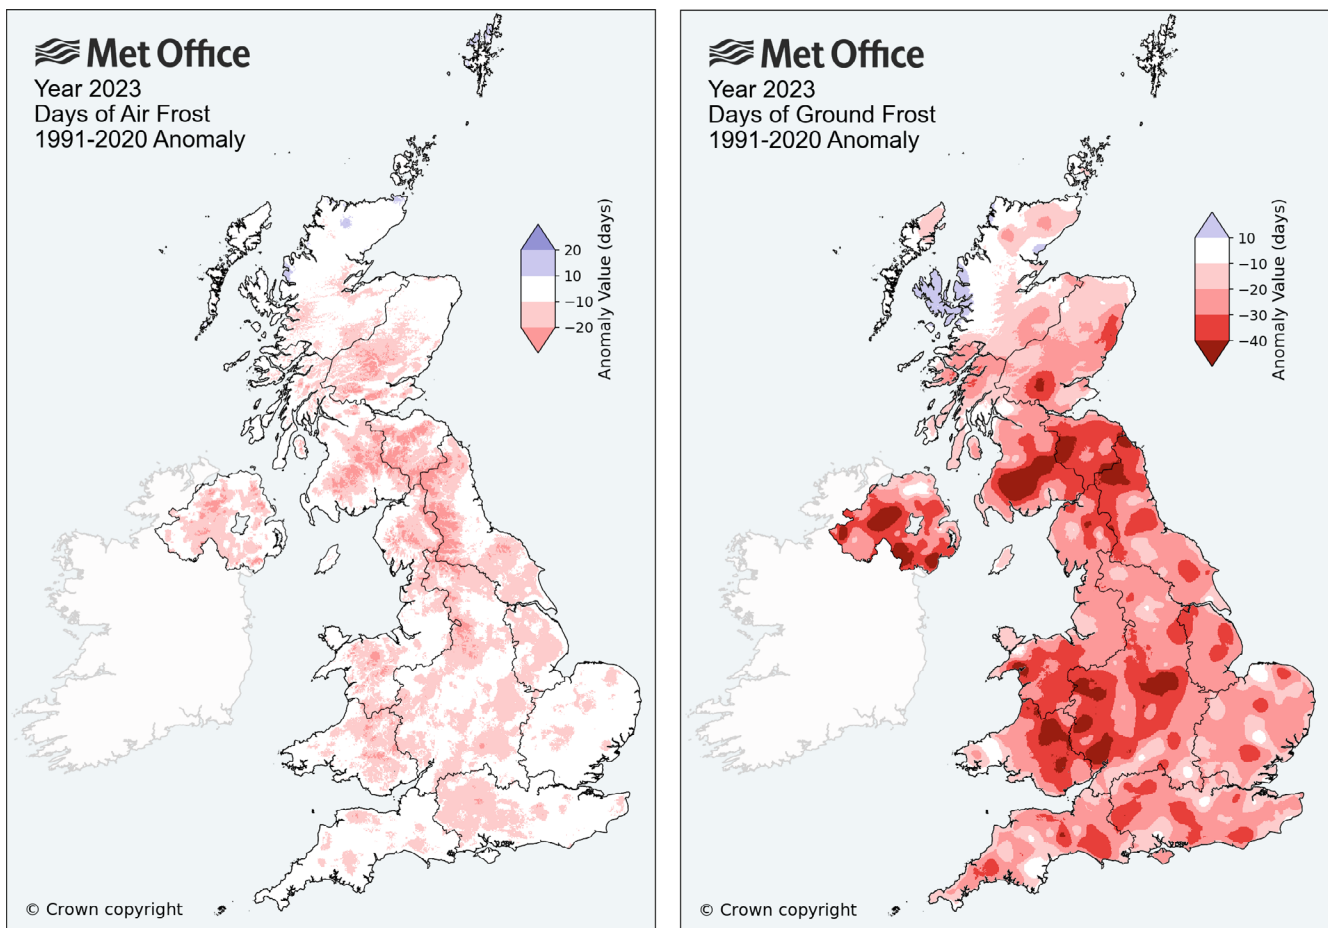 Met Office
Year 2023
Days of Air Frost
1991-2020 Anomaly
20
10
−10
−20
Anomaly Value (days)
© Crown copyright
Met Office
Year 2023
Days of Ground Frost
1991-2020 Anomaly
10
−10
−20
−30
−40
Anomaly Value (days)
© Crown copyright